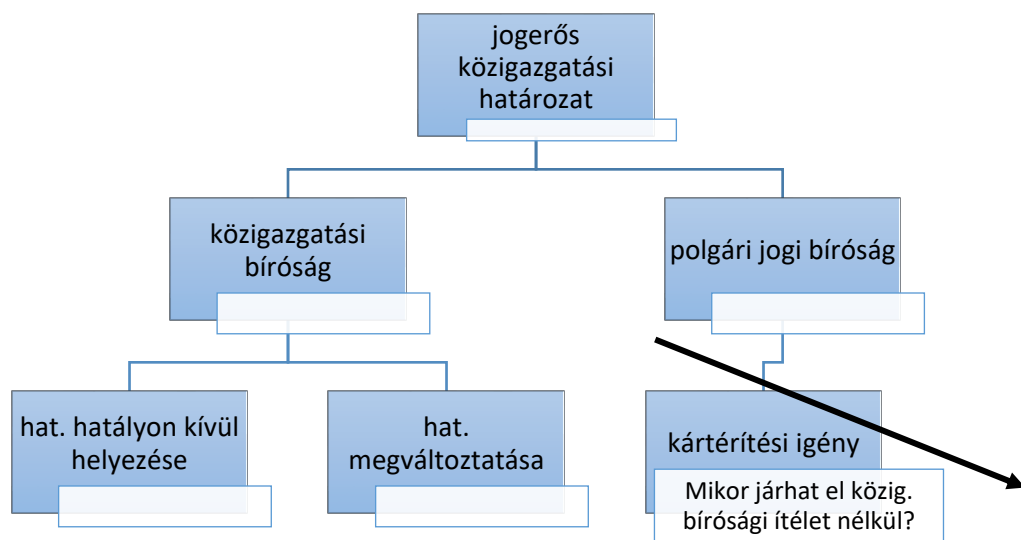 jogerős
közigazgatási
határozat
közigazgatási
bíróság
polgári jogi bíróság
hat. hatályon kívül
helyezése
hat.
megváltoztatása
kártérítési igény
Mikor járhat el közig.
bírósági ítélet nélkül?